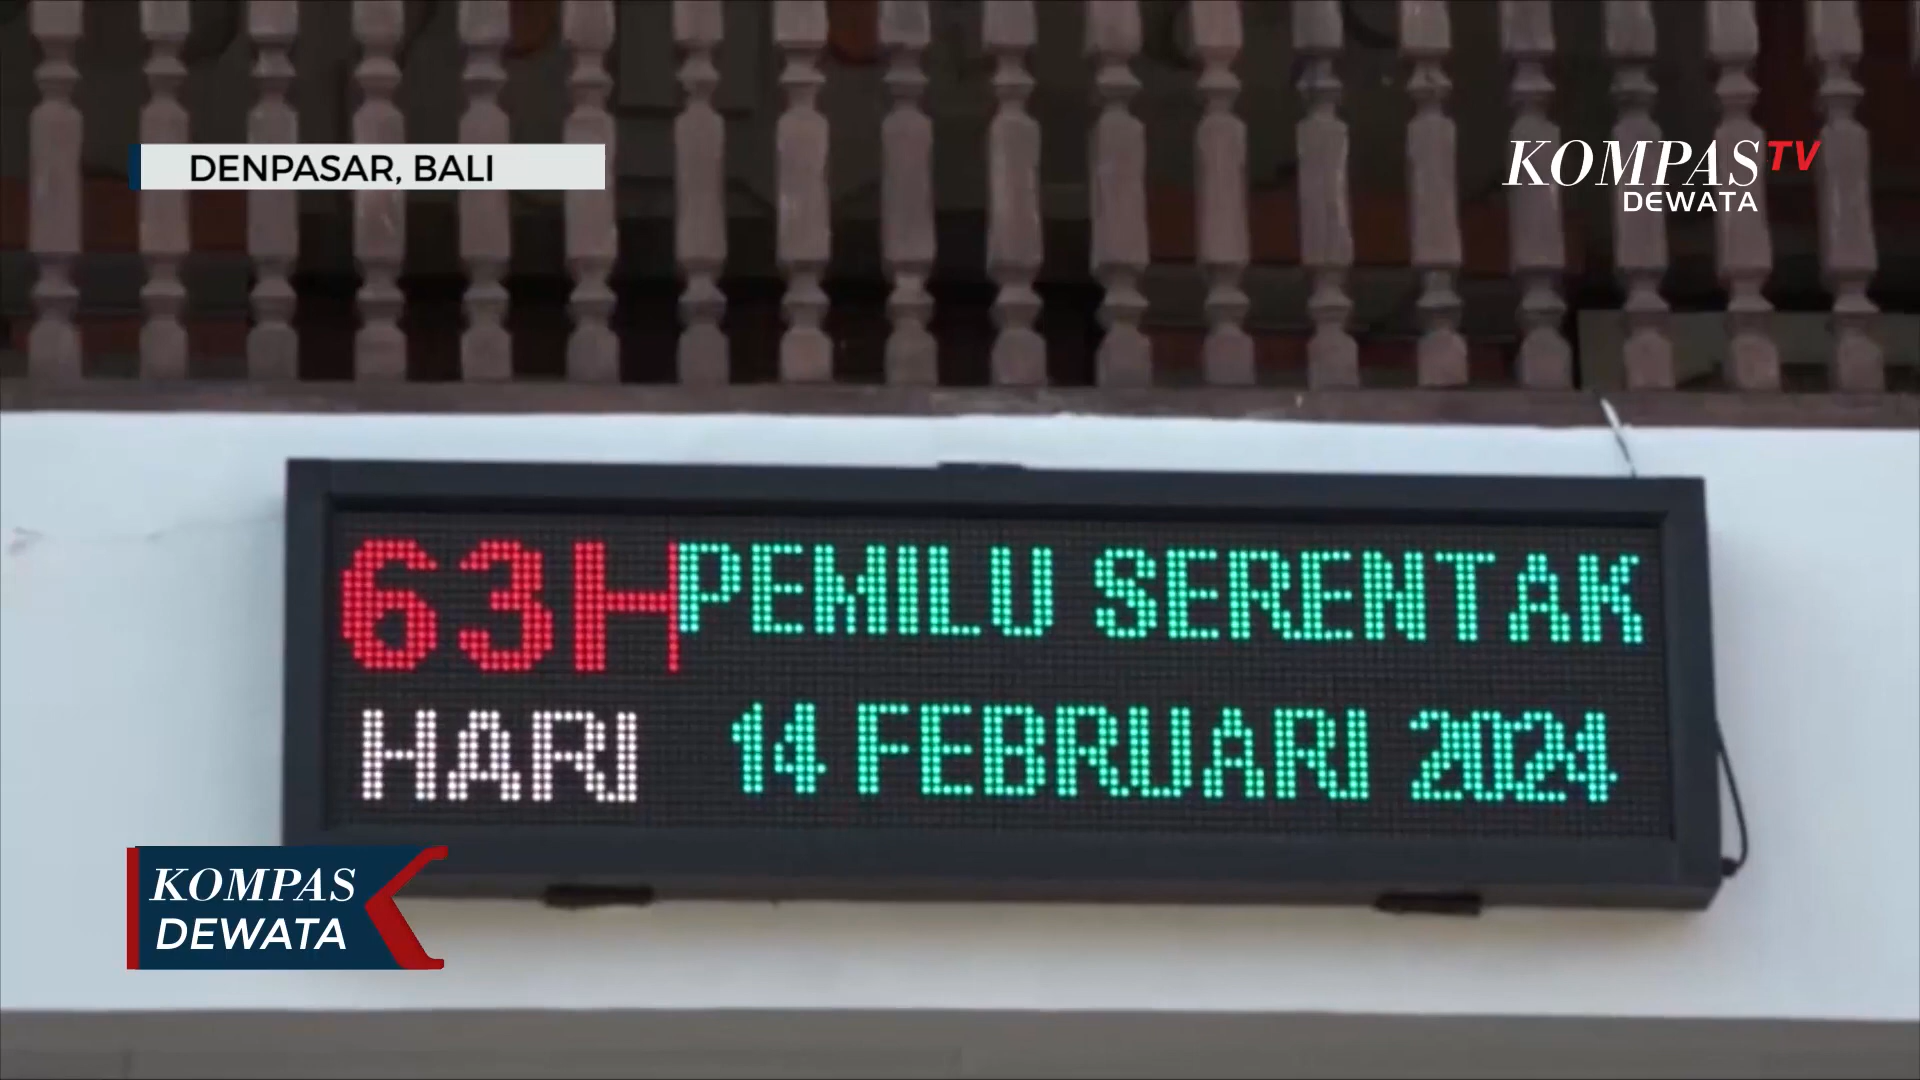 DENPASAR, BALI
KOMPAS TV
DEWATA
63H PEMILU SERENTAK
HARI 14 FEBRUARI 2024
KOMPAS
DEWATA